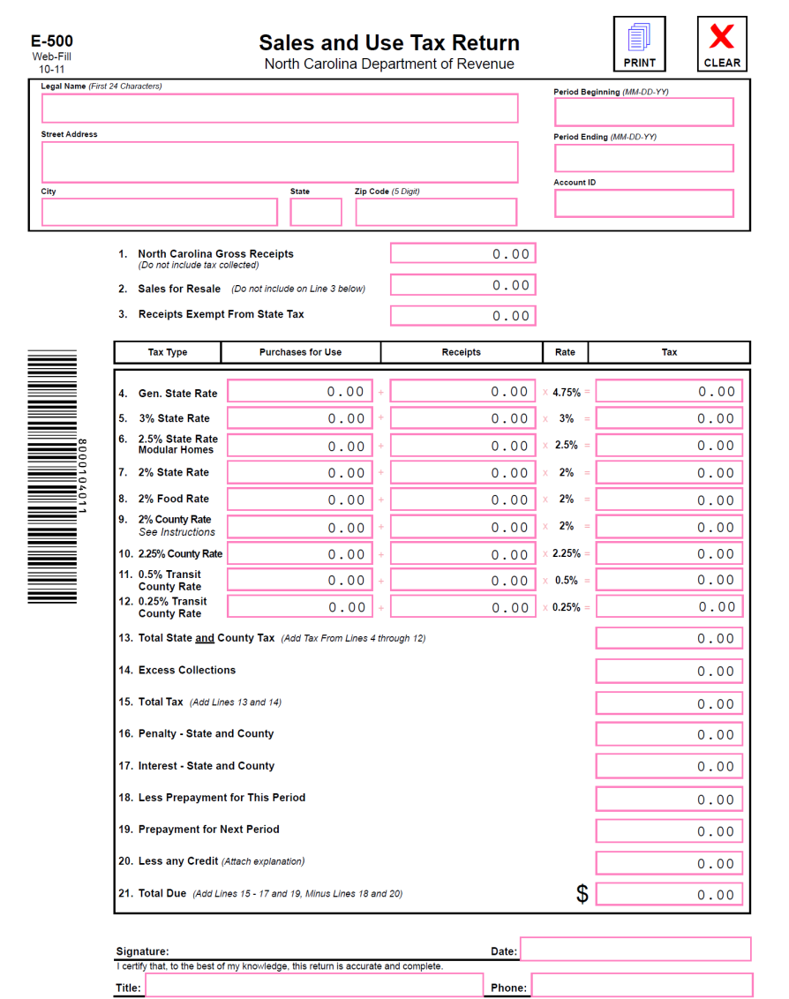 E-500
Web-Fill
10-11
Sales and Use Tax Return
North Carolina Department of Revenue
PRINT
CLEAR
Legal Name (First 24 Characters)
Period Beginning (MM-DD-YY)
Street Address
Period Ending (MM-DD-YY)
City State Zip Code (5 Digit)
Account ID
1. North Carolina Gross Receipts 0.00
(Do not include tax collected)
2. Sales for Resale (Do not include on Line 3 below) 0.00
3. Receipts Exempt From State Tax 0.00
Tax Type Purchases for Use Receipts Rate Tax
4. Gen. State Rate 0.00 + 0.00 x 4.75% = 0.00
5. 3% State Rate 0.00 + 0.00 x 3% = 0.00
6. 2.5% State Rate
Modular Homes 0.00 + 0.00 x 2.5% = 0.00
7. 2% State Rate 0.00 + 0.00 x 2% = 0.00
8. 2% Food Rate 0.00 + 0.00 x 2% = 0.00
9. 2% County Rate
See Instructions 0.00 + 0.00 x 2% = 0.00
10. 2.25% County Rate 0.00 + 0.00 x 2.25% = 0.00
11. 0.5% Transit
County Rate 0.00 + 0.00 x 0.5% = 0.00
12. 0.25% Transit
County Rate 0.00 + 0.00 x 0.25% = 0.00
8000104011
13. Total State and County Tax (Add Tax From Lines 4 through 12) 0.00
14. Excess Collections 0.00
15. Total Tax (Add Lines 13 and 14) 0.00
16. Penalty - State and County 0.00
17. Interest - State and County 0.00
18. Less Prepayment for This Period 0.00
19. Prepayment for Next Period 0.00
20. Less any Credit (Attach explanation) 0.00
21. Total Due (Add Lines 15 - 17 and 19, Minus Lines 18 and 20) $ 0.00
Signature: Date:
I certify that, to the best of my knowledge, this return is accurate and complete.
Title: Phone: